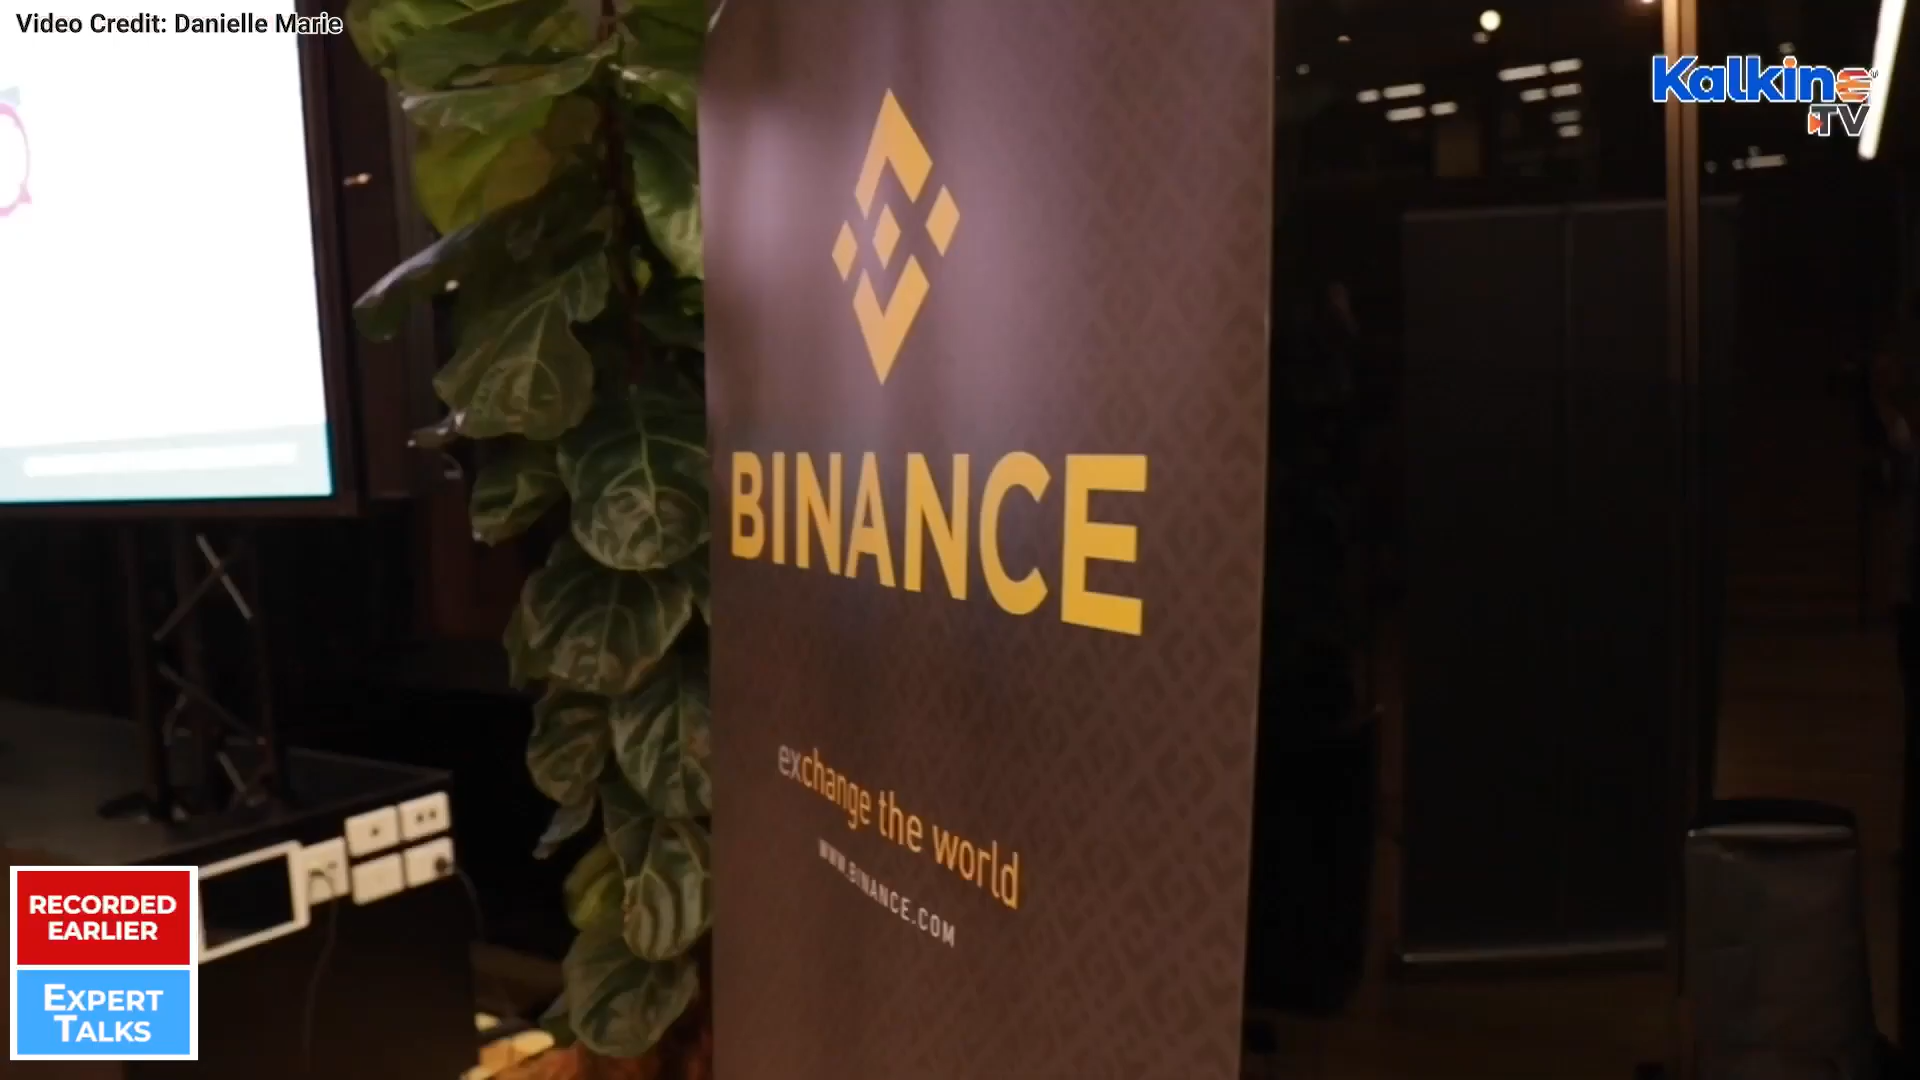 Video Credit: Danielle Marie
Kalkine
TV
BINANCE
exchange the world
WWW.BINANCE.COM
RECORDED
EARLIER
EXPERT
TALKS